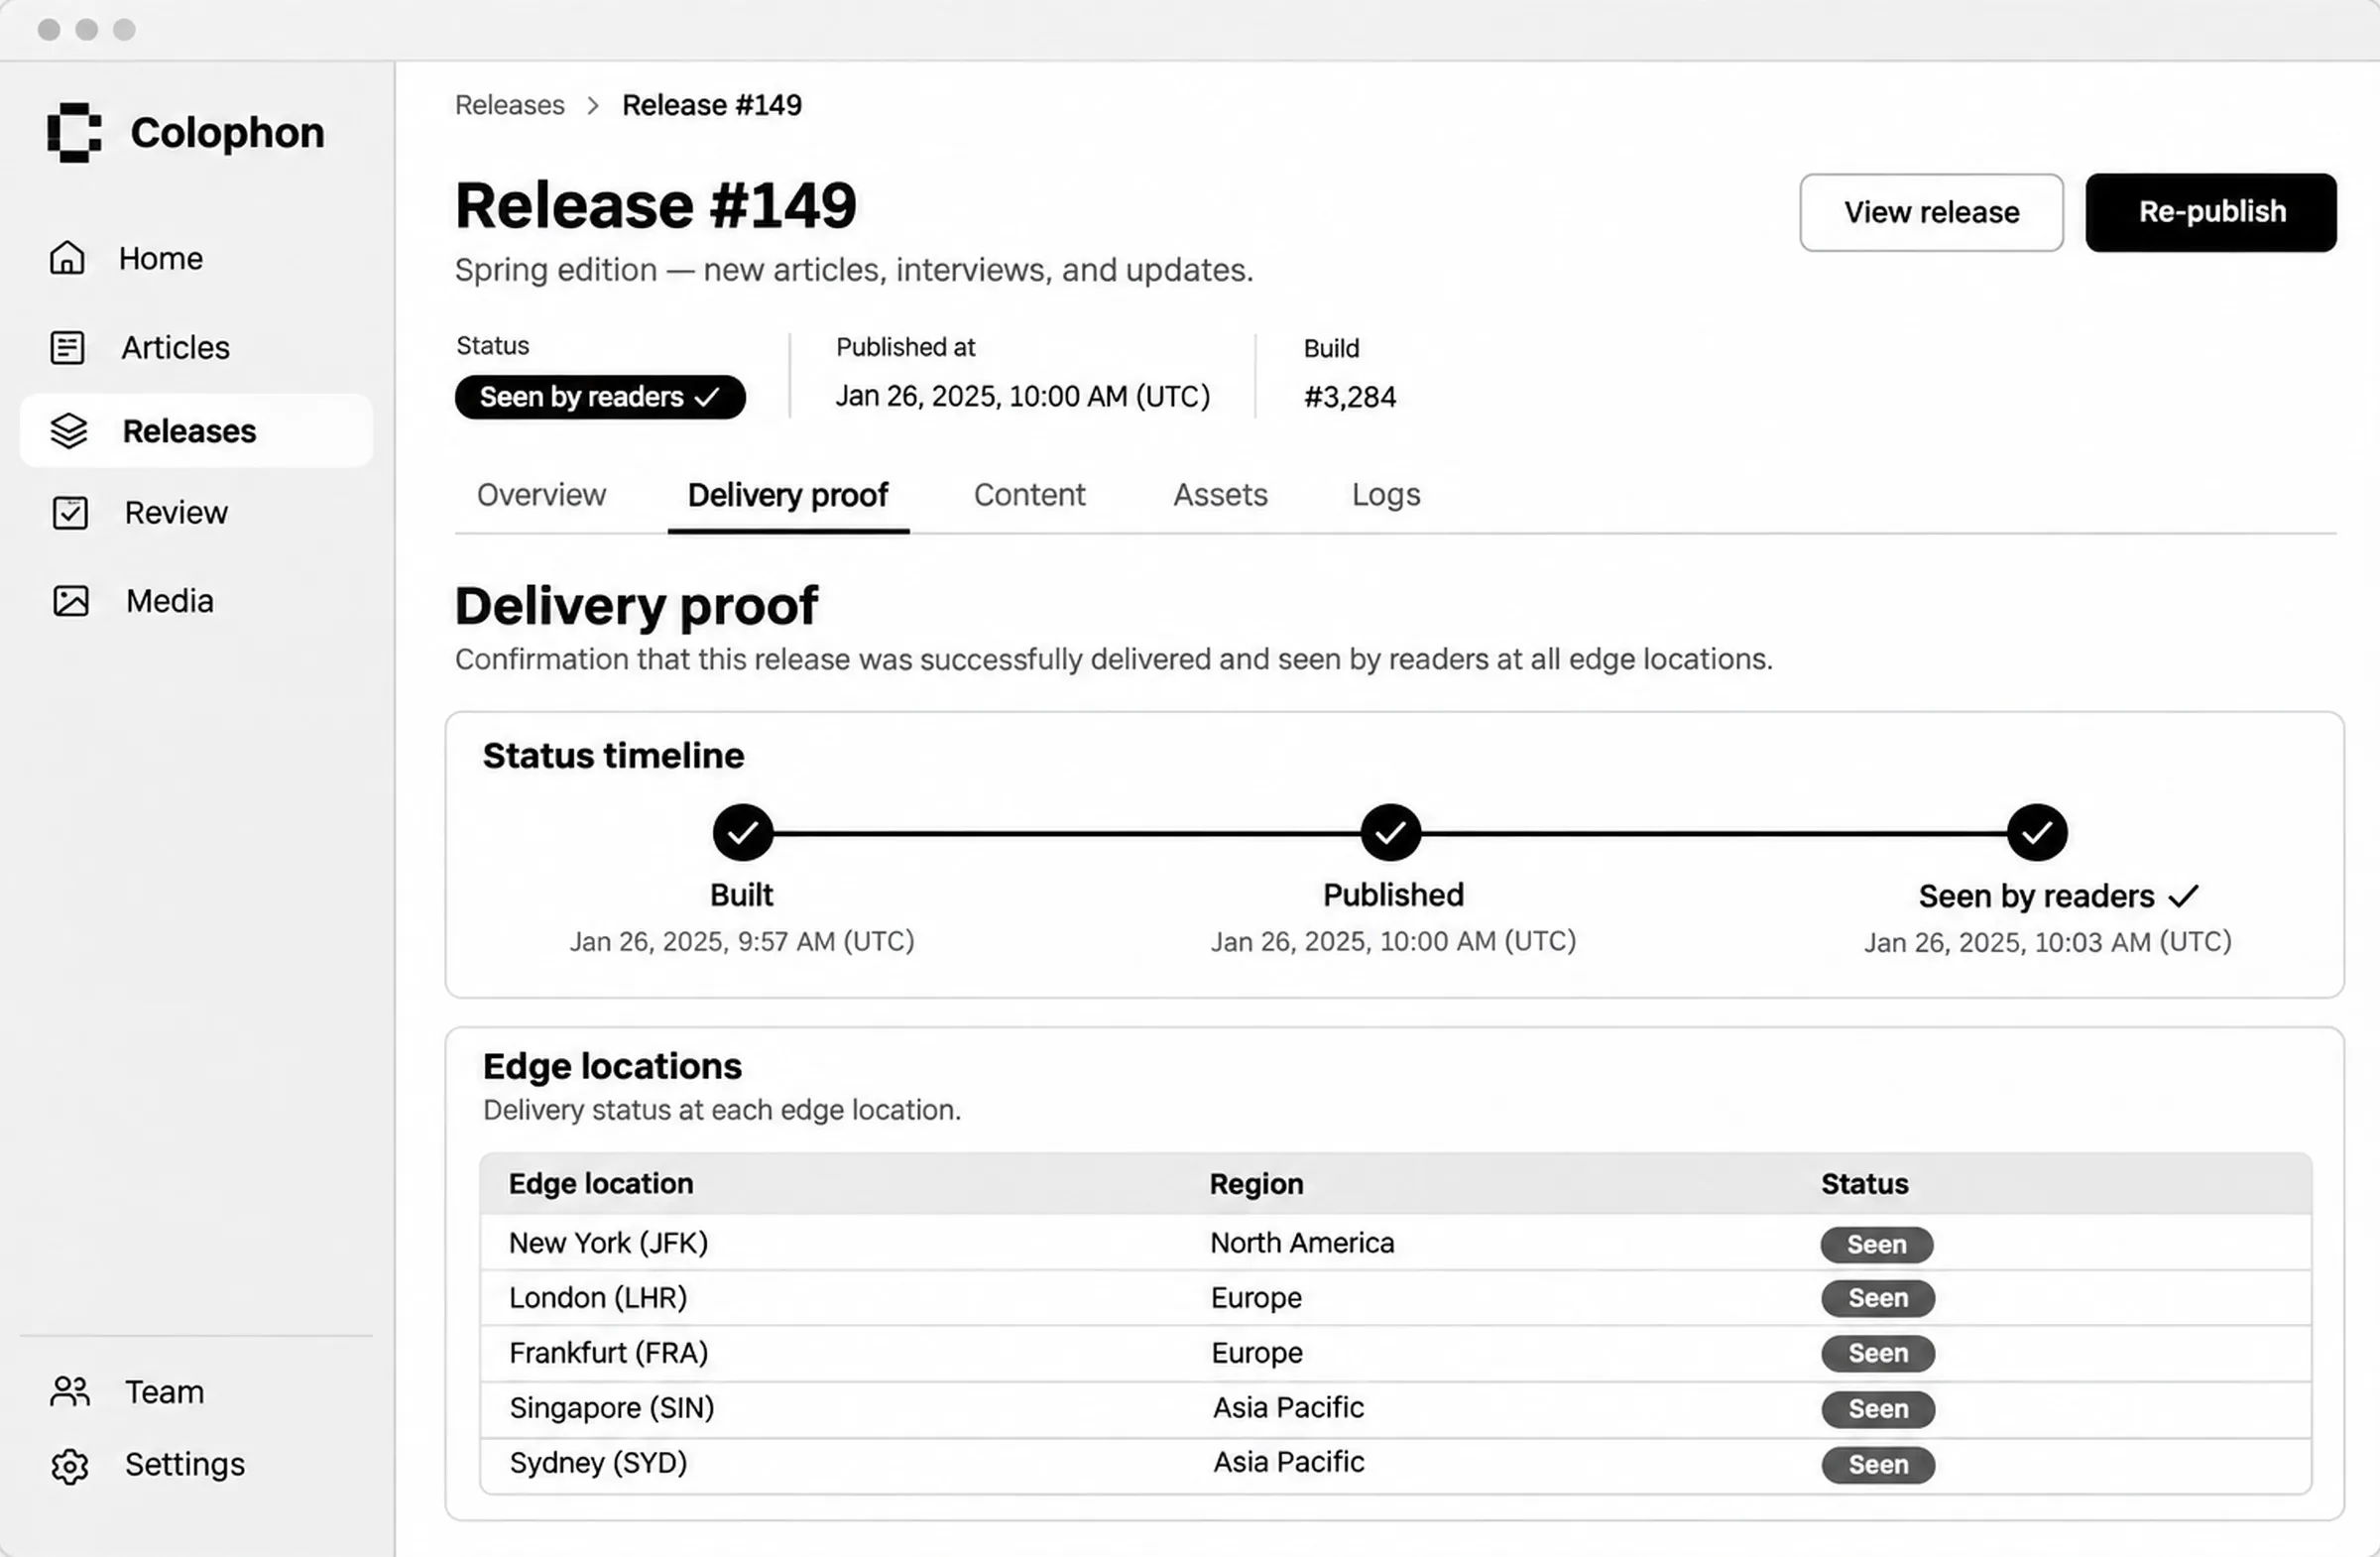 Colophon
Home
Articles
Releases
Review
Media
Team
Settings
Releases > Release #149
Release #149
Spring edition — new articles, interviews, and updates.
View release
Re-publish
Status
Seen by readers ✓
Published at
Jan 26, 2025, 10:00 AM (UTC)
Build
#3,284
Overview Delivery proof Content Assets Logs
Delivery proof
Confirmation that this release was successfully delivered and seen by readers at all edge locations.
Status timeline
Built
Jan 26, 2025, 9:57 AM (UTC)
Published
Jan 26, 2025, 10:00 AM (UTC)
Seen by readers ✓
Jan 26, 2025, 10:03 AM (UTC)
Edge locations
Delivery status at each edge location.
Edge location Region Status
New York (JFK) North America Seen
London (LHR) Europe Seen
Frankfurt (FRA) Europe Seen
Singapore (SIN) Asia Pacific Seen
Sydney (SYD) Asia Pacific Seen